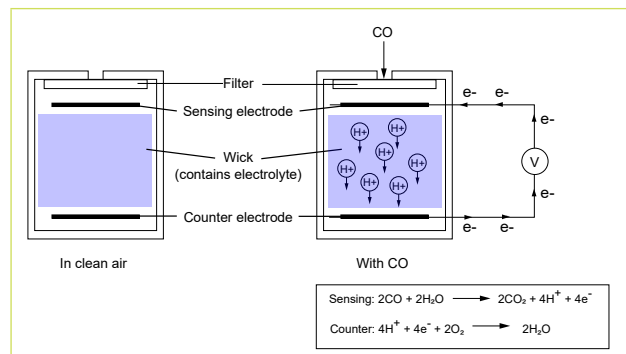 CO
Filter
Sensing electrode
Wick
(contains electrolyte)
Counter electrode
H+
H+
H+
H+
H+
H+
H+
H+
e-
e-
e-
e-
V
e-
e-
e-
In clean air
With CO
Sensing: 2CO + 2H₂O ⟶ 2CO₂ + 4H⁺ + 4e⁻
Counter: 4H⁺ + 4e⁻ + 2O₂ ⟶ 2H₂O